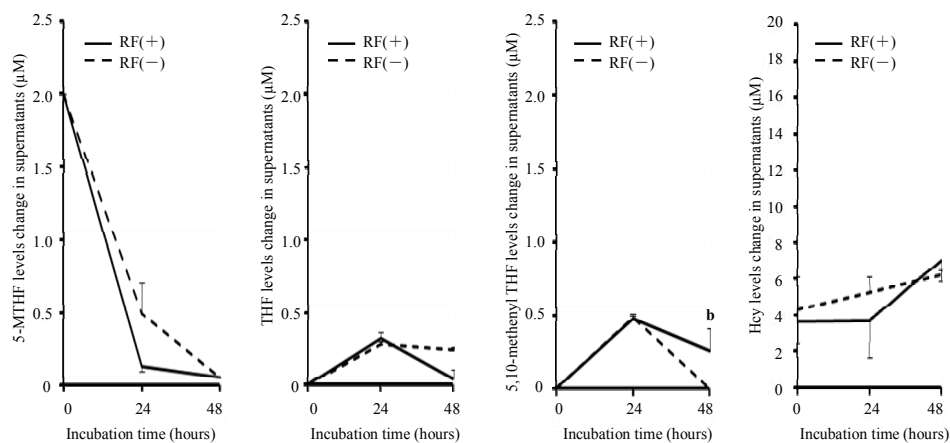 5-MTHF levels change in supernatants (μM)
2.5
2.0
1.5
1.0
0.5
0
RF(+)
RF(−)
0 24 48
Incubation time (hours)
THF levels change in supernatants (μM)
2.5
2.0
1.5
1.0
0.5
0
RF(+)
RF(−)
0 24 48
Incubation time (hours)
5,10-methenyl THF levels change in supernatants (μM)
2.5
2.0
1.5
1.0
0.5
0
RF(+)
RF(−)
b
0 24 48
Incubation time (hours)
Hcy levels change in supernatants (μM)
20
18
16
14
12
10
8
6
4
2
0
RF(+)
RF(−)
0 24 48
Incubation time (hours)